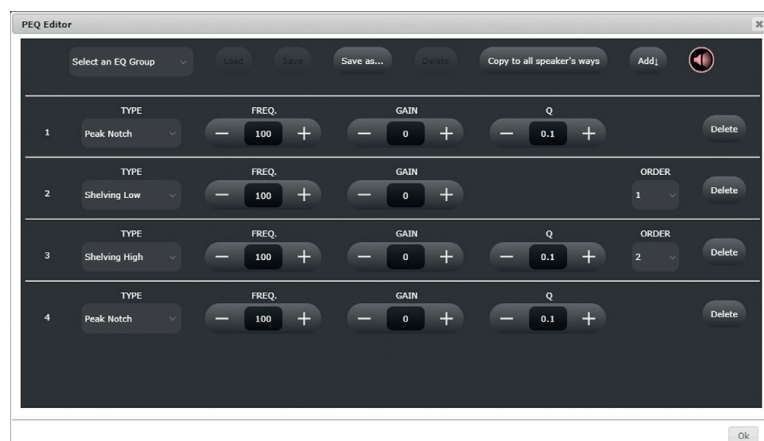 PEQ Editor
Select an EQ Group Load Save Save as... Delete Copy to all speaker's ways Add↓
TYPE FREQ. GAIN Q
1 Peak Notch — 100 + — 0 + — 0.1 + Delete
TYPE FREQ. GAIN ORDER
2 Shelving Low — 100 + — 0 + 1 Delete
TYPE FREQ. GAIN Q ORDER
3 Shelving High — 100 + — 0 + — 0.1 + 2 Delete
TYPE FREQ. GAIN Q
4 Peak Notch — 100 + — 0 + — 0.1 + Delete
Ok